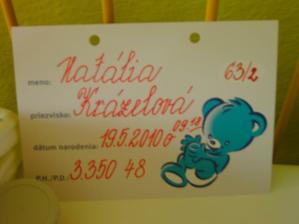 meno: Natália 63/2
priezvisko: Krázelová
dátum narodenia: 19.5.2010 o 09.18
P.H./P.D.: 3.350 48